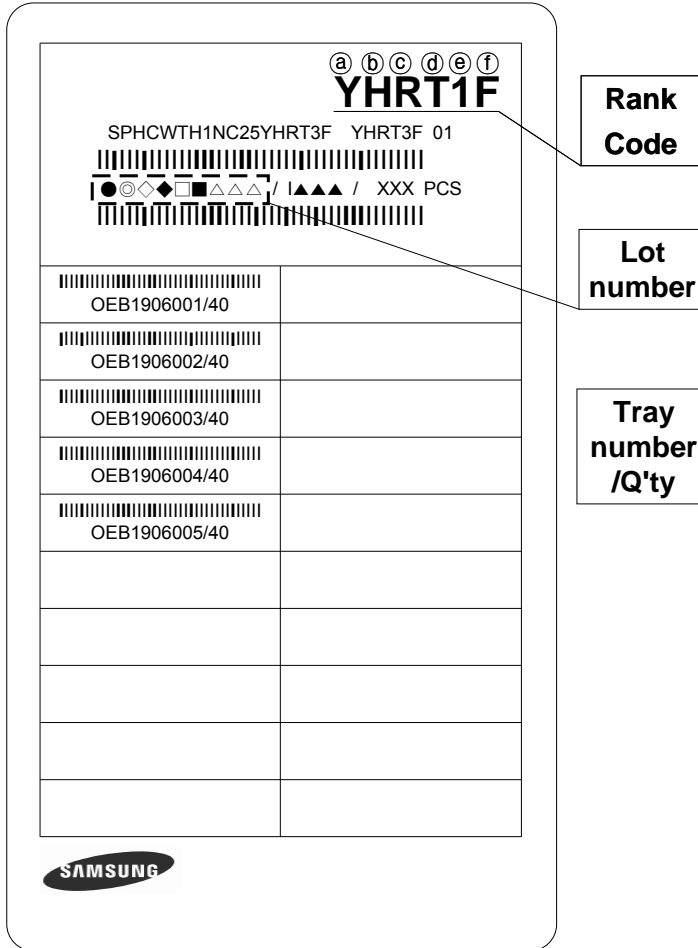 ⓐ ⓑ ⓒ ⓓ ⓔ ⓕ
YHRT1F
SPHCWTH1NC25YHRT3F YHRT3F 01
●◎◇◆□■△△△ / I▲▲▲ / XXX PCS
OEB1906001/40
OEB1906002/40
OEB1906003/40
OEB1906004/40
OEB1906005/40
SAMSUNG
Rank
Code
Lot
number
Tray
number
/Q'ty